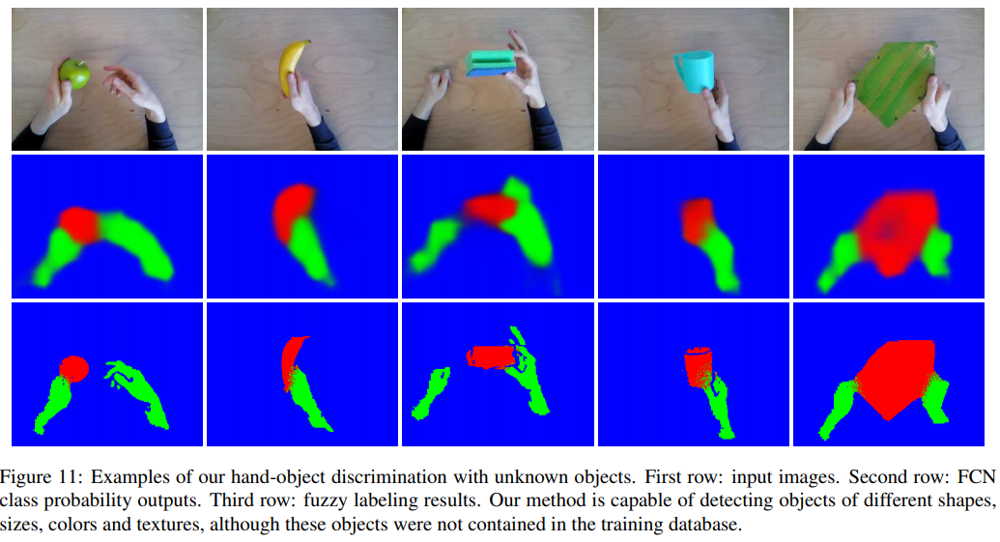 Figure 11: Examples of our hand-object discrimination with unknown objects. First row: input images. Second row: FCN
class probability outputs. Third row: fuzzy labeling results. Our method is capable of detecting objects of different shapes,
sizes, colors and textures, although these objects were not contained in the training database.